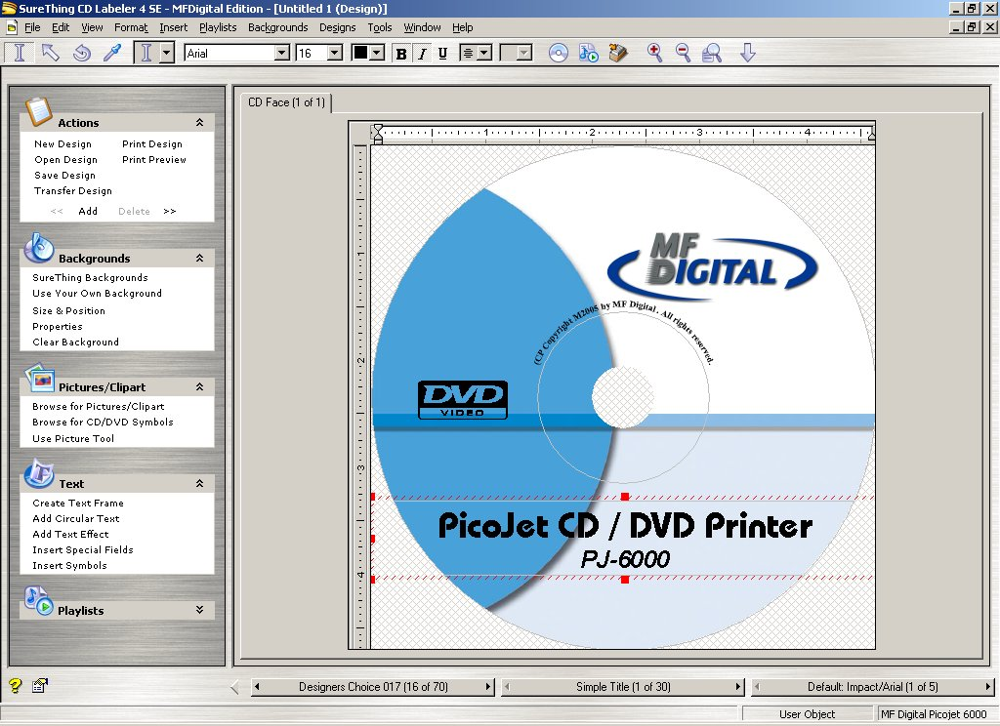 SureThing CD Labeler 4 SE - MFDigital Edition - [Untitled 1 (Design)]
File Edit View Format Insert Playlists Backgrounds Designs Tools Window Help
Arial 16 B I U
CD Face (1 of 1)
Actions
New Design Print Design
Open Design Print Preview
Save Design
Transfer Design
<< Add Delete >>
Backgrounds
SureThing Backgrounds
Use Your Own Background
Size & Position
Properties
Clear Background
Pictures/Clipart
Browse for Pictures/Clipart
Browse for CD/DVD Symbols
Use Picture Tool
Text
Create Text Frame
Add Circular Text
Add Text Effect
Insert Special Fields
Insert Symbols
Playlists
1 2 3 4
1
2
3
4
MF
DIGITAL
(CP Copyright M2005 by MF Digital. All rights reserved.
DVD
VIDEO
PicoJet CD / DVD Printer
PJ-6000
Designers Choice 017 (16 of 70) Simple Title (1 of 30) Default: Impact/Arial (1 of 5)
User Object MF Digital Picojet 6000